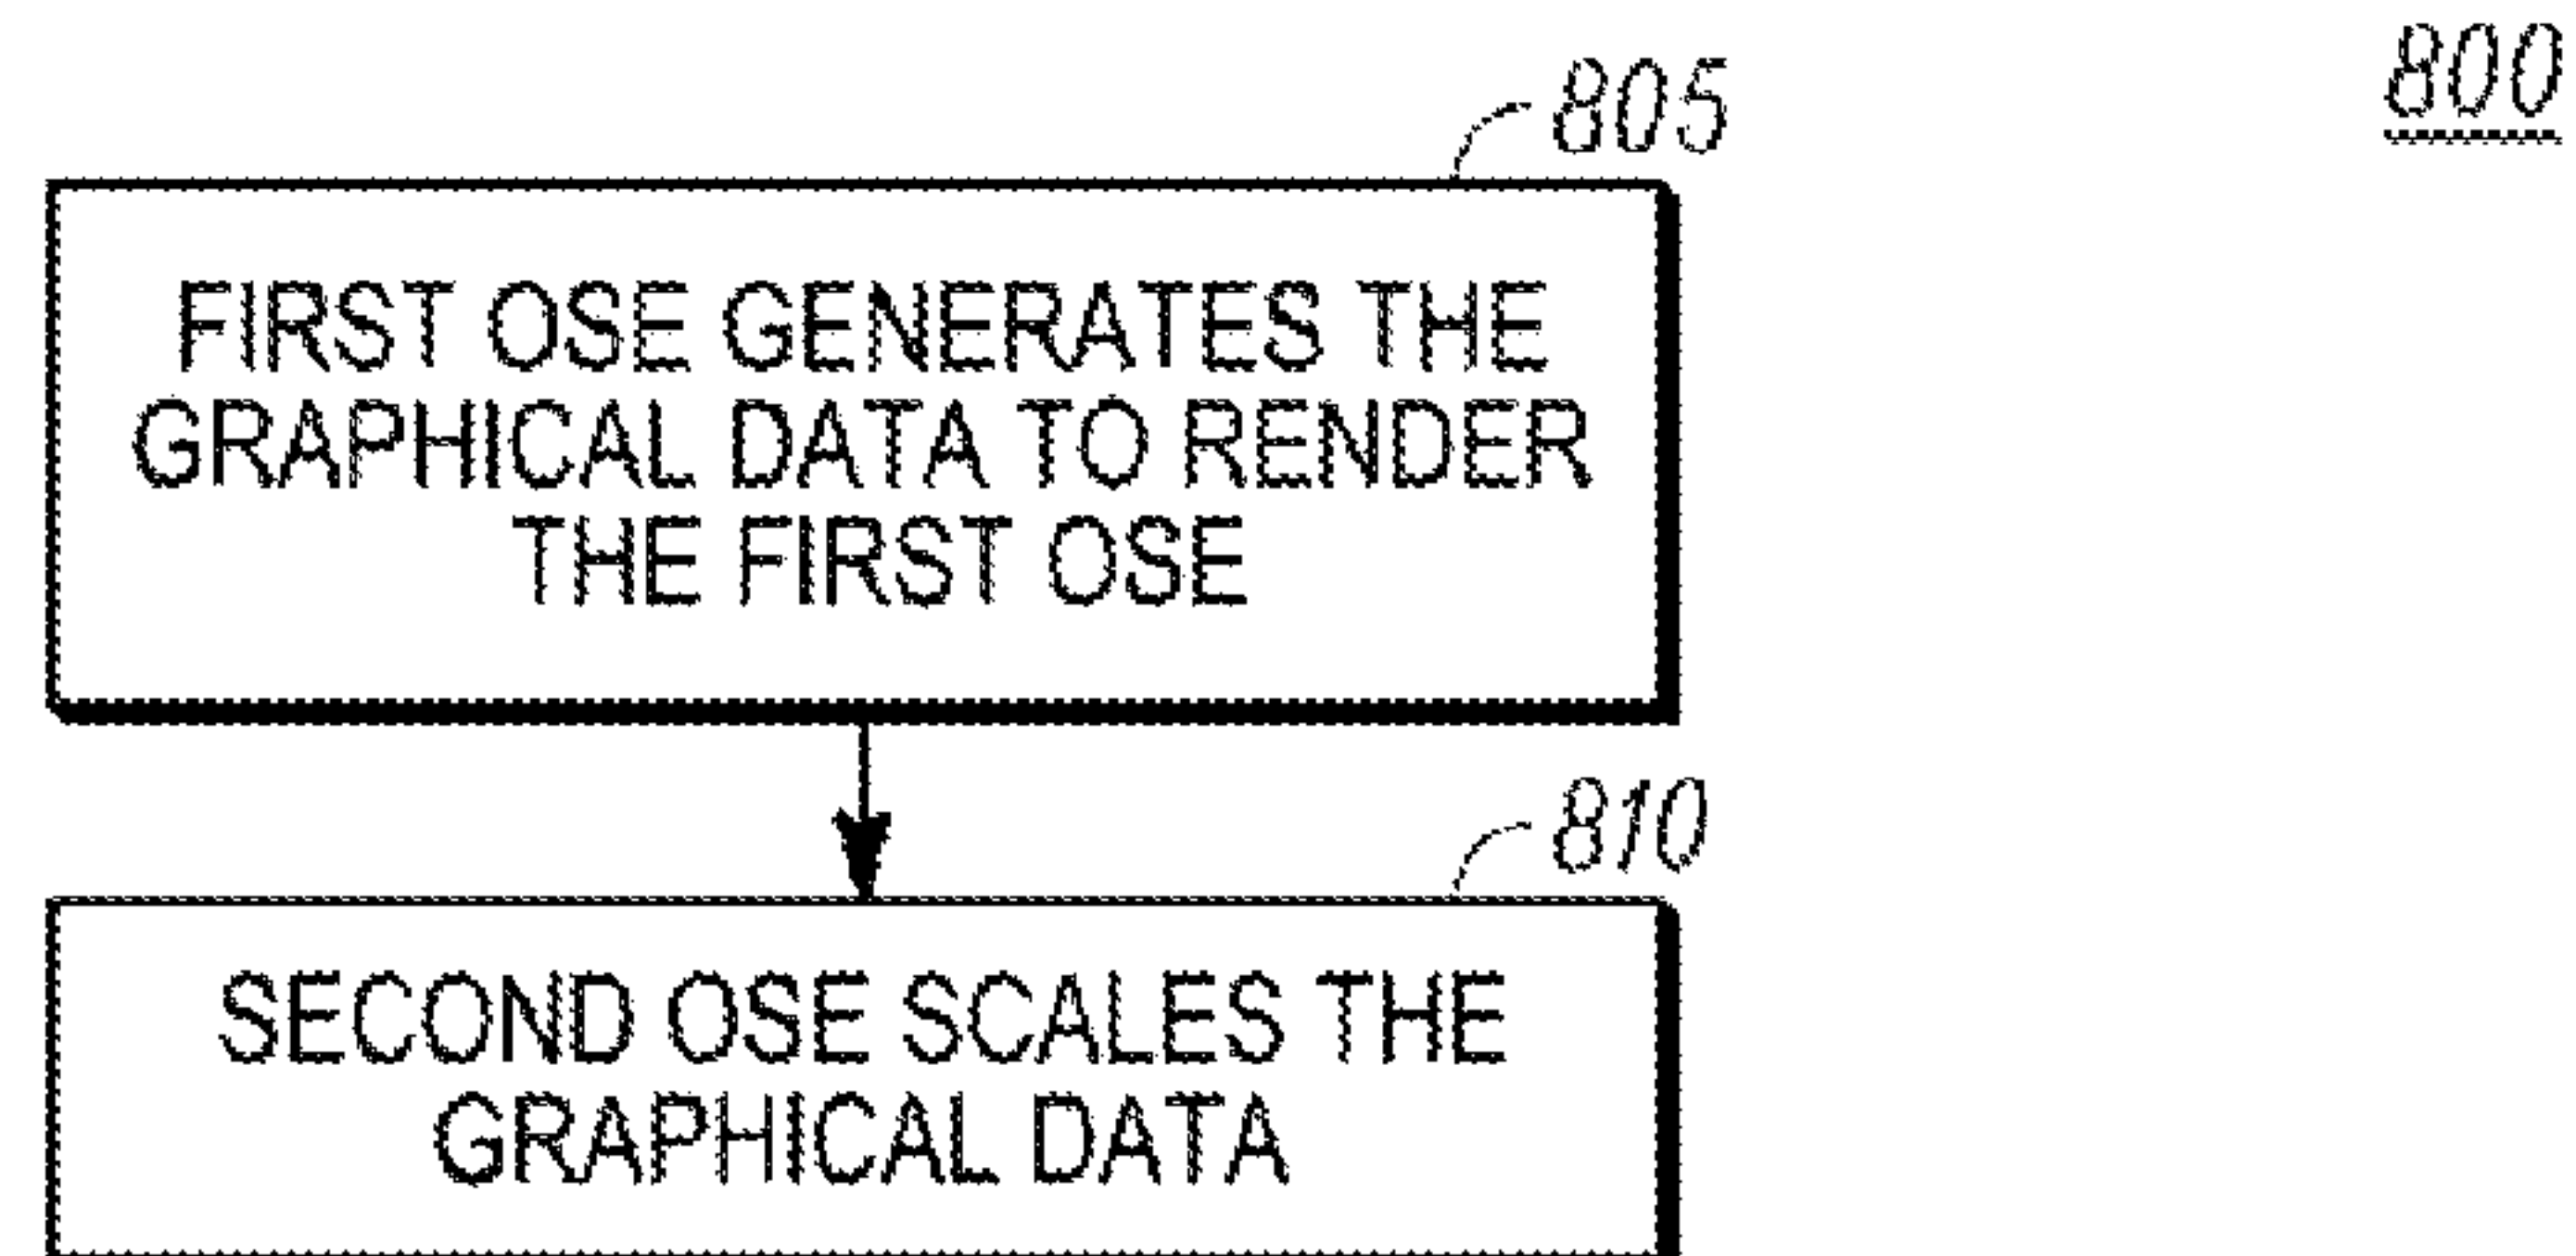 800
805
FIRST OSE GENERATES THE
GRAPHICAL DATA TO RENDER
THE FIRST OSE
810
SECOND OSE SCALES THE
GRAPHICAL DATA